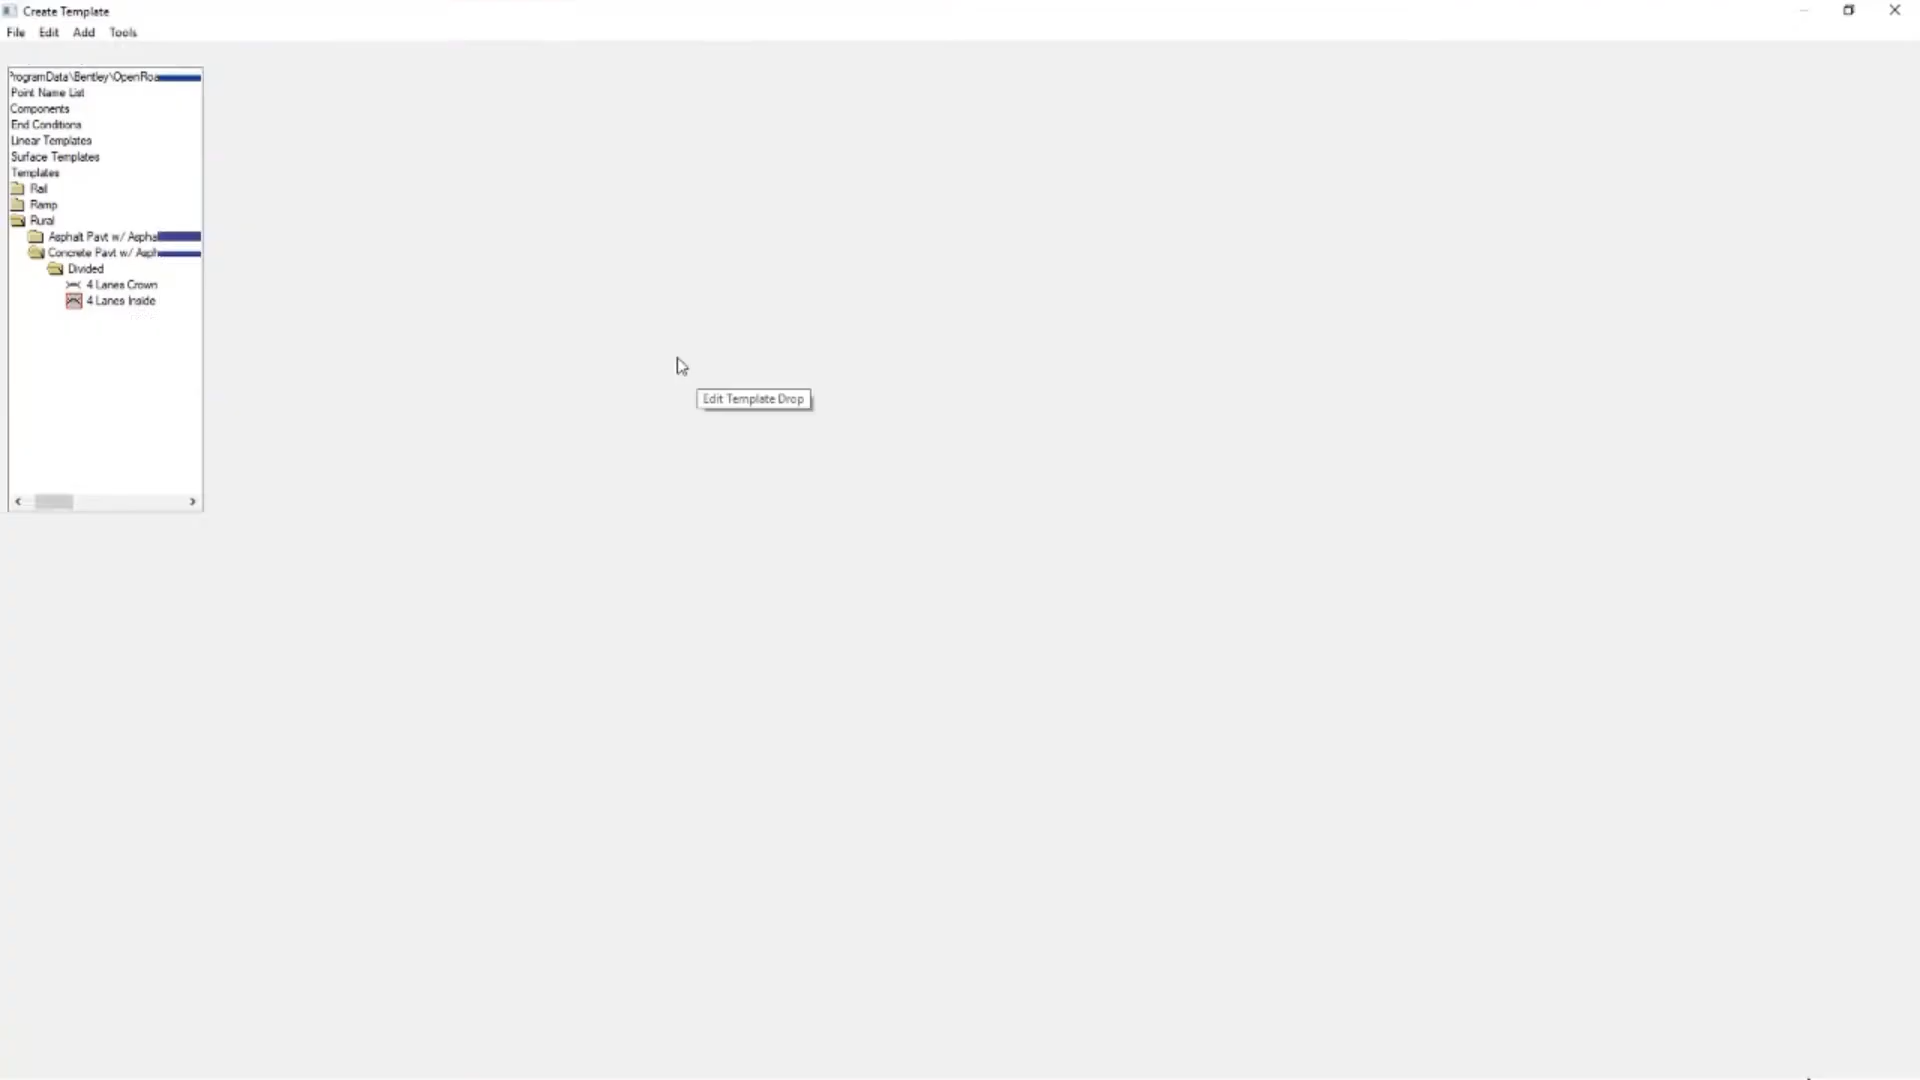 Create Template
File Edit Add Tools
ProgramData\Bentley\OpenRoa
Point Name List
Components
End Conditions
Linear Templates
Surface Templates
Templates
Rail
Ramp
Rural
Asphalt Pavt w/ Aspha
Concrete Pavt w/ Asph
Divided
4 Lanes Crown
4 Lanes Inside
Edit Template Drop